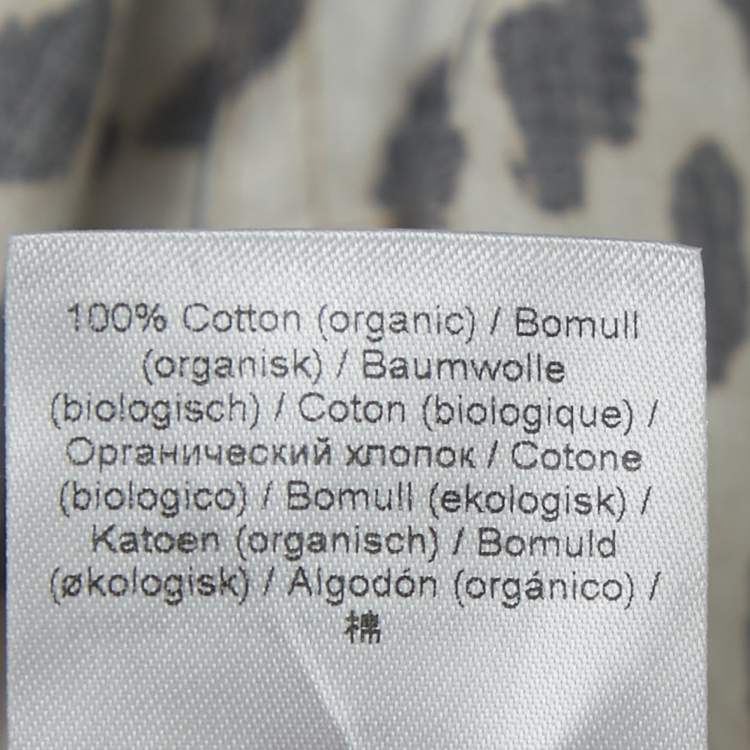 100% Cotton (organic) / Bomull
(organisk) / Baumwolle
(biologisch) / Coton (biologique) /
Органический хлопок / Cotone
(biologico) / Bomull (ekologisk) /
Katoen (organisch) / Bomuld
(økologisk) / Algodón (orgánico) /
棉